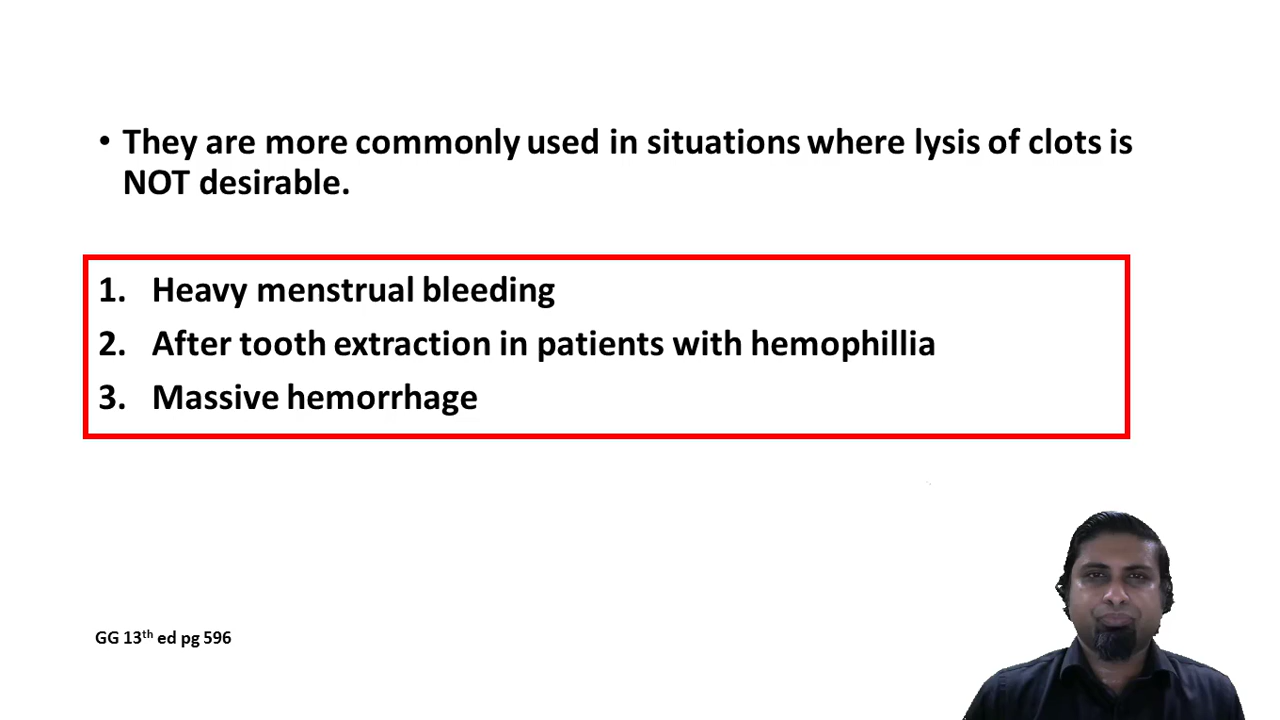 • They are more commonly used in situations where lysis of clots is
NOT desirable.
1. Heavy menstrual bleeding
2. After tooth extraction in patients with hemophillia
3. Massive hemorrhage
GG 13th ed pg 596